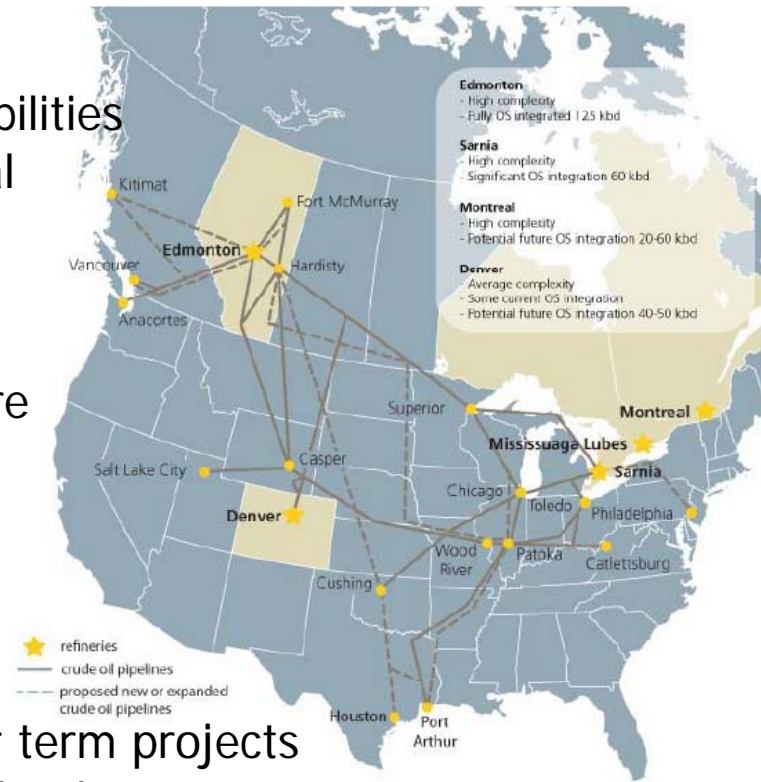 bilities
al
re
r term projects
Edmonton
- High complexity
- Fully OS integrated 125 kbd
Sarnia
- High complexity
- Significant OS integration 60 kbd
Montreal
- High complexity
- Potential future OS integration 20-60 kbd
Denver
- Average complexity
- Some current OS integration
- Potential future OS integration 40-50 kbd
Kitimat
Fort McMurray
Edmonton
Hardisty
Vancouver
Anacortes
Superior
Montreal
Mississuaga Lubes
Sarnia
Salt Lake City
Casper
Chicago
Toledo
Philadelphia
Denver
Wood
River
Patoka
Catlettsburg
Cushing
refineries
crude oil pipelines
proposed new or expanded
crude oil pipelines
Houston
Port
Arthur